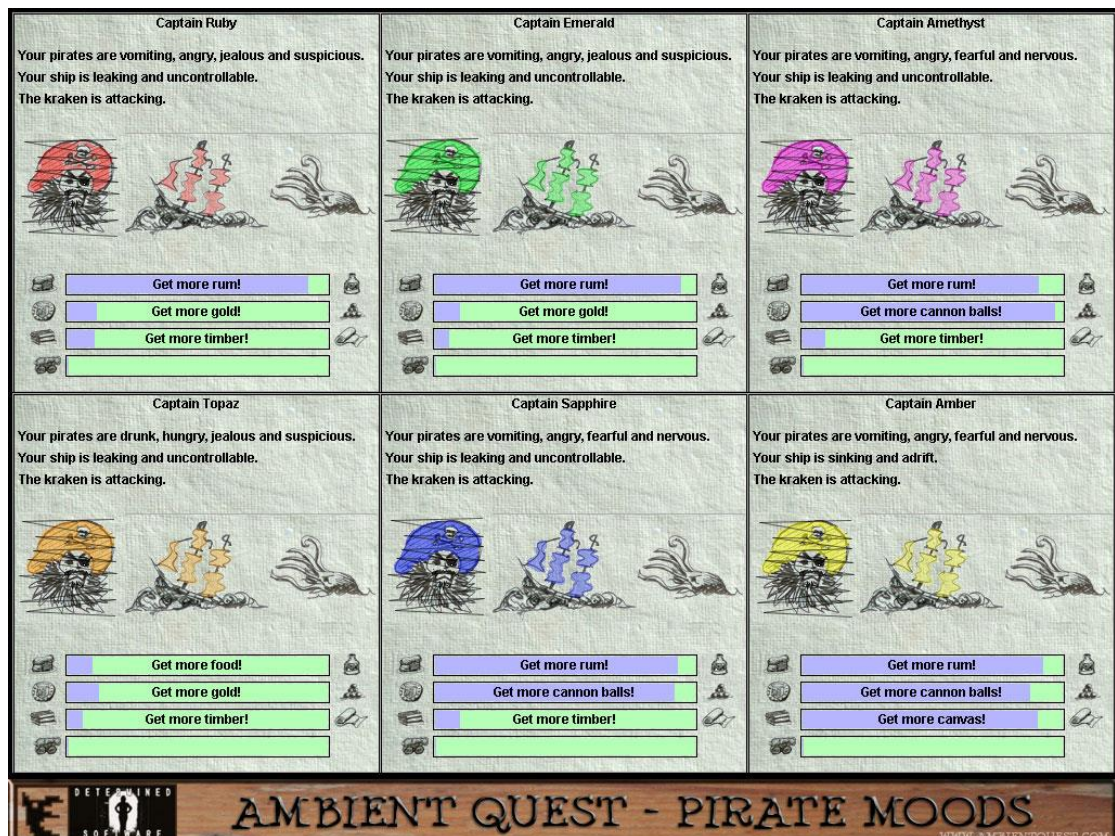 Captain Ruby
Your pirates are vomiting, angry, jealous and suspicious.
Your ship is leaking and uncontrollable.
The kraken is attacking.
Get more rum!
Get more gold!
Get more timber!
Captain Emerald
Your pirates are vomiting, angry, jealous and suspicious.
Your ship is leaking and uncontrollable.
The kraken is attacking.
Get more rum!
Get more gold!
Get more timber!
Captain Amethyst
Your pirates are vomiting, angry, fearful and nervous.
Your ship is leaking and uncontrollable.
The kraken is attacking.
Get more rum!
Get more cannon balls!
Get more timber!
Captain Topaz
Your pirates are drunk, hungry, jealous and suspicious.
Your ship is leaking and uncontrollable.
The kraken is attacking.
Get more food!
Get more gold!
Get more timber!
Captain Sapphire
Your pirates are vomiting, angry, fearful and nervous.
Your ship is leaking and uncontrollable.
The kraken is attacking.
Get more rum!
Get more cannon balls!
Get more timber!
Captain Amber
Your pirates are vomiting, angry, fearful and nervous.
Your ship is sinking and adrift.
The kraken is attacking.
Get more rum!
Get more cannon balls!
Get more canvas!
DETERMINED
SOFTWARE
AMBIENT QUEST - PIRATE MOODS
WWW.AMBIENTQUEST.COM